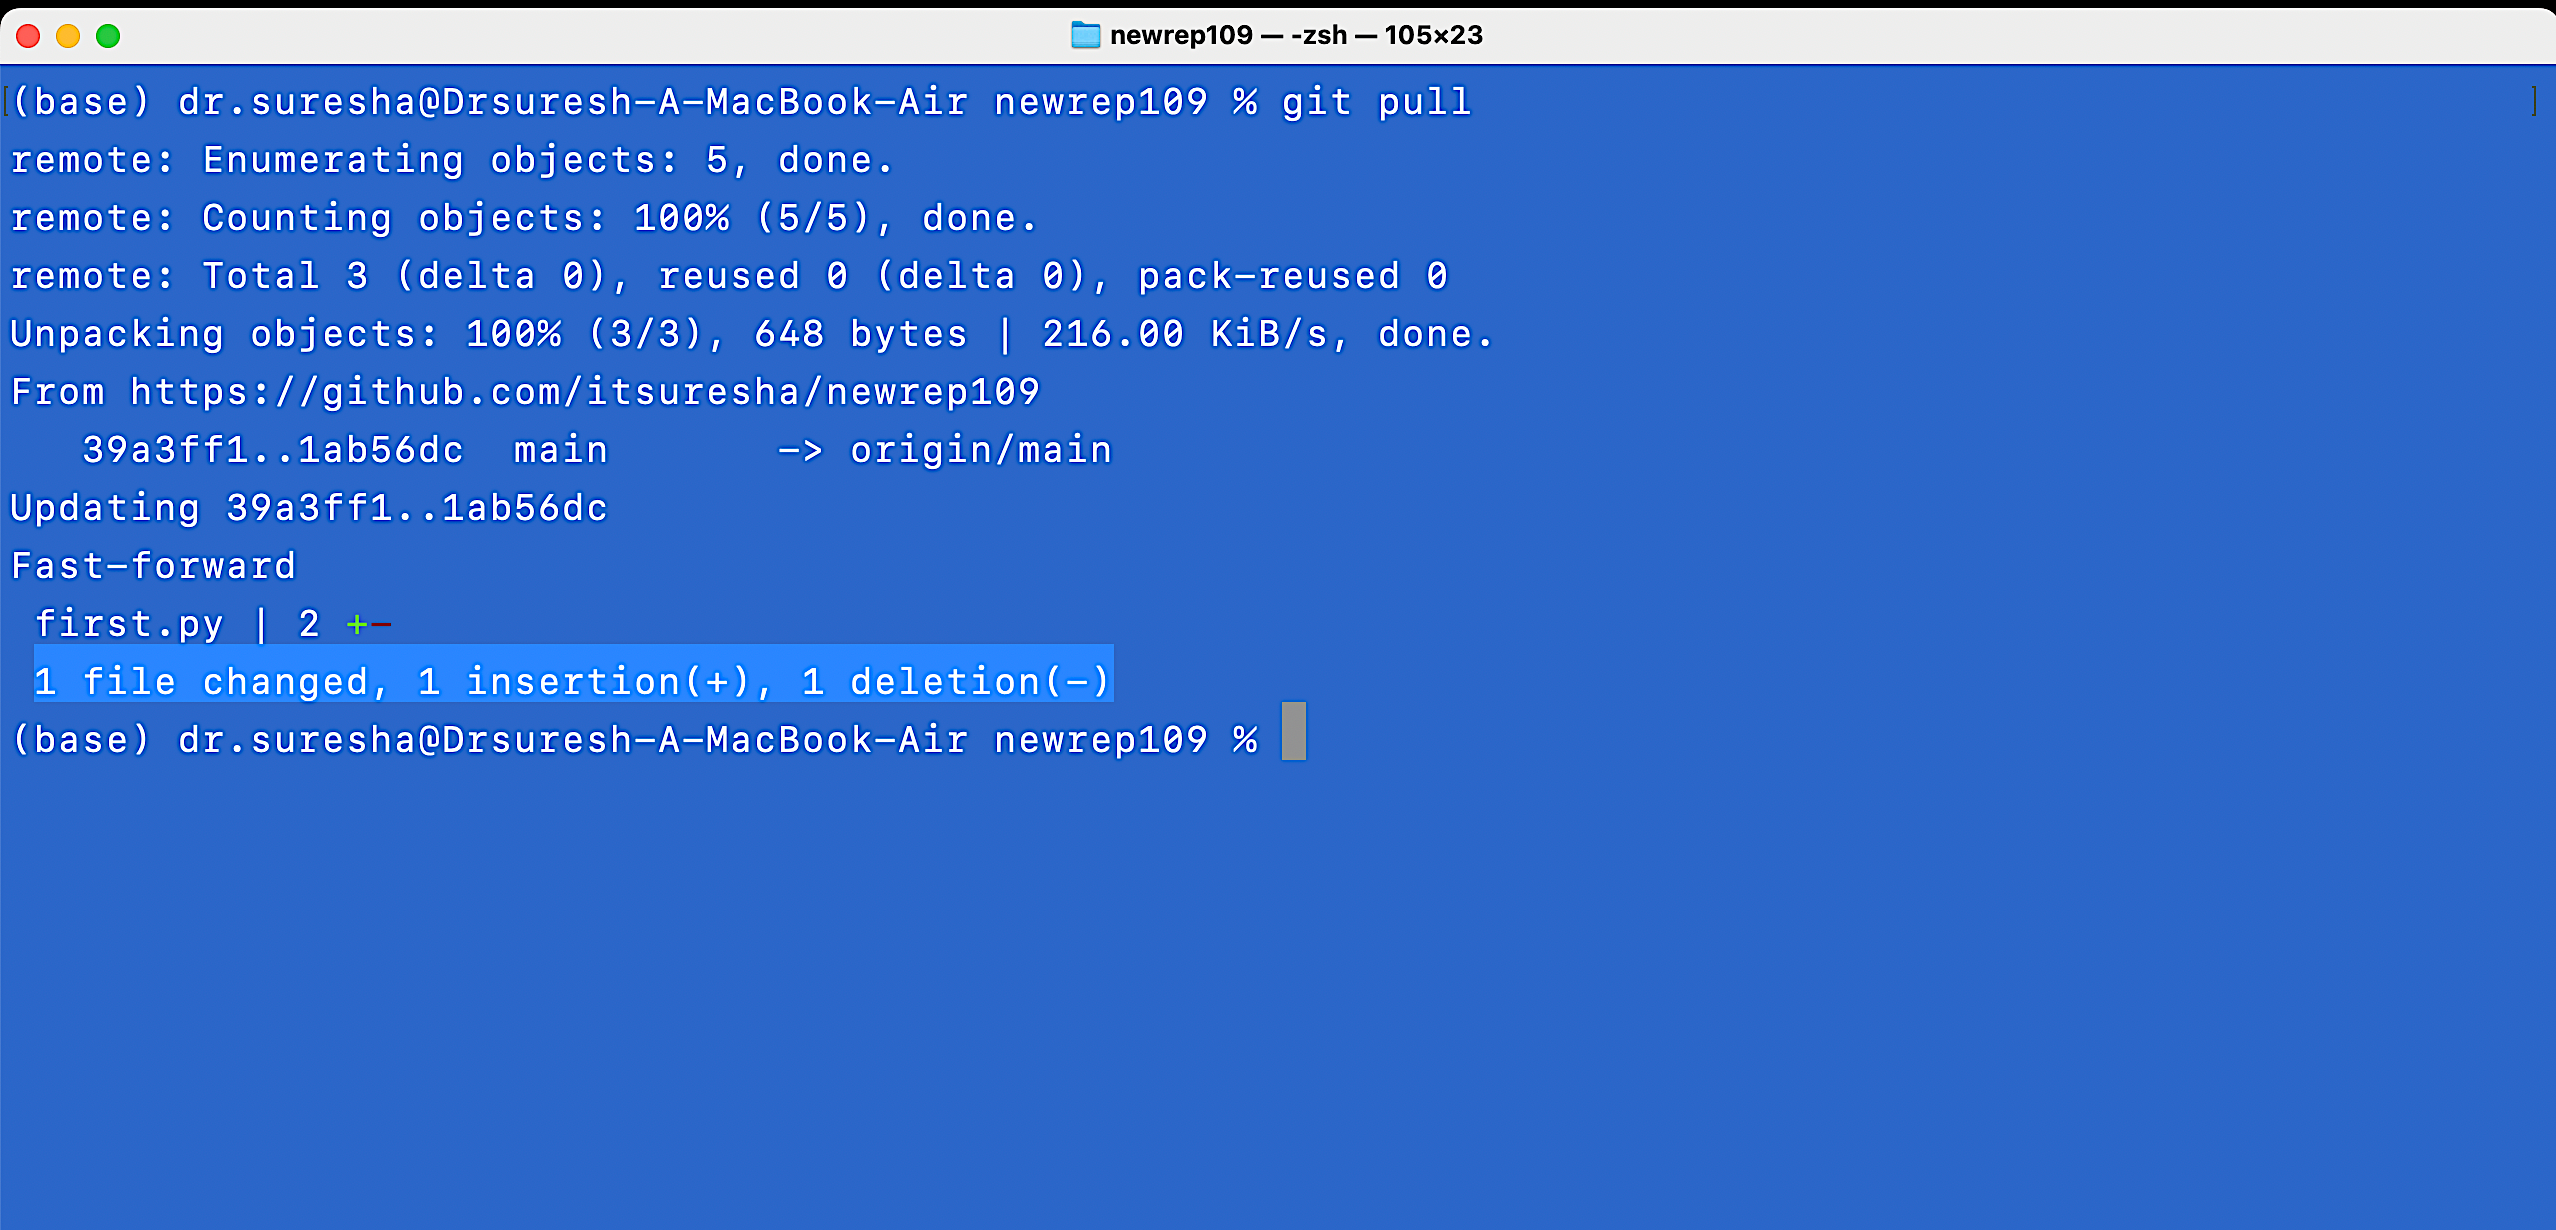 newrep109 — -zsh — 105×23
(base) dr.suresha@Drsuresh-A-MacBook-Air newrep109 % git pull
remote: Enumerating objects: 5, done.
remote: Counting objects: 100% (5/5), done.
remote: Total 3 (delta 0), reused 0 (delta 0), pack-reused 0
Unpacking objects: 100% (3/3), 648 bytes | 216.00 KiB/s, done.
From https://github.com/itsuresha/newrep109
   39a3ff1..1ab56dc  main       -> origin/main
Updating 39a3ff1..1ab56dc
Fast-forward
 first.py | 2 +-
 1 file changed, 1 insertion(+), 1 deletion(-)
(base) dr.suresha@Drsuresh-A-MacBook-Air newrep109 %